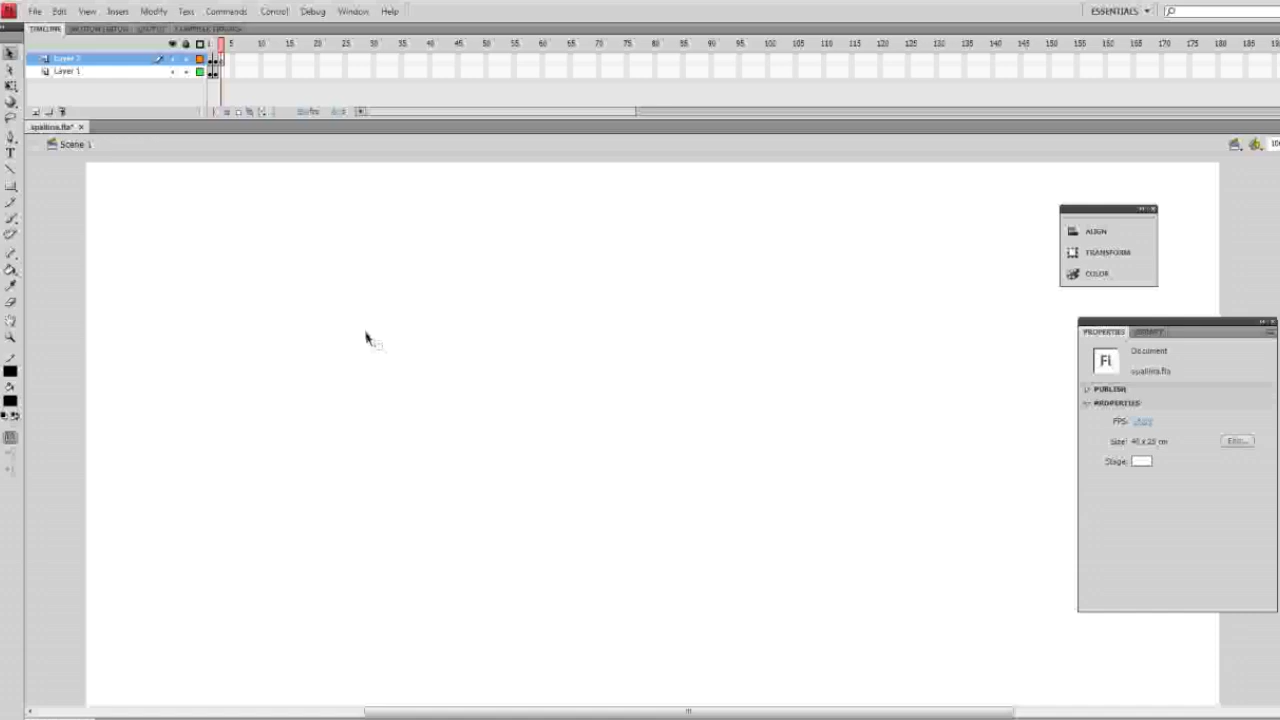 File Edit View Insert Modify Text Commands Control Debug Window Help
ESSENTIALS
TIMELINE MOTION EDITOR
5 10 15 20 25 30 35 40 45 50 55 60 65 70 75 80 85 90 95 100 105 110 115 120 125 130 135 140 145 150 155 160 165 170 175 180 185
Layer 2
Layer 1
Scene 1
ALIGN
TRANSFORM
COLOR
PROPERTIES LIBRARY
Fl
Document
PUBLISH
PROPERTIES
FPS:
Size:
Edit...
Stage: